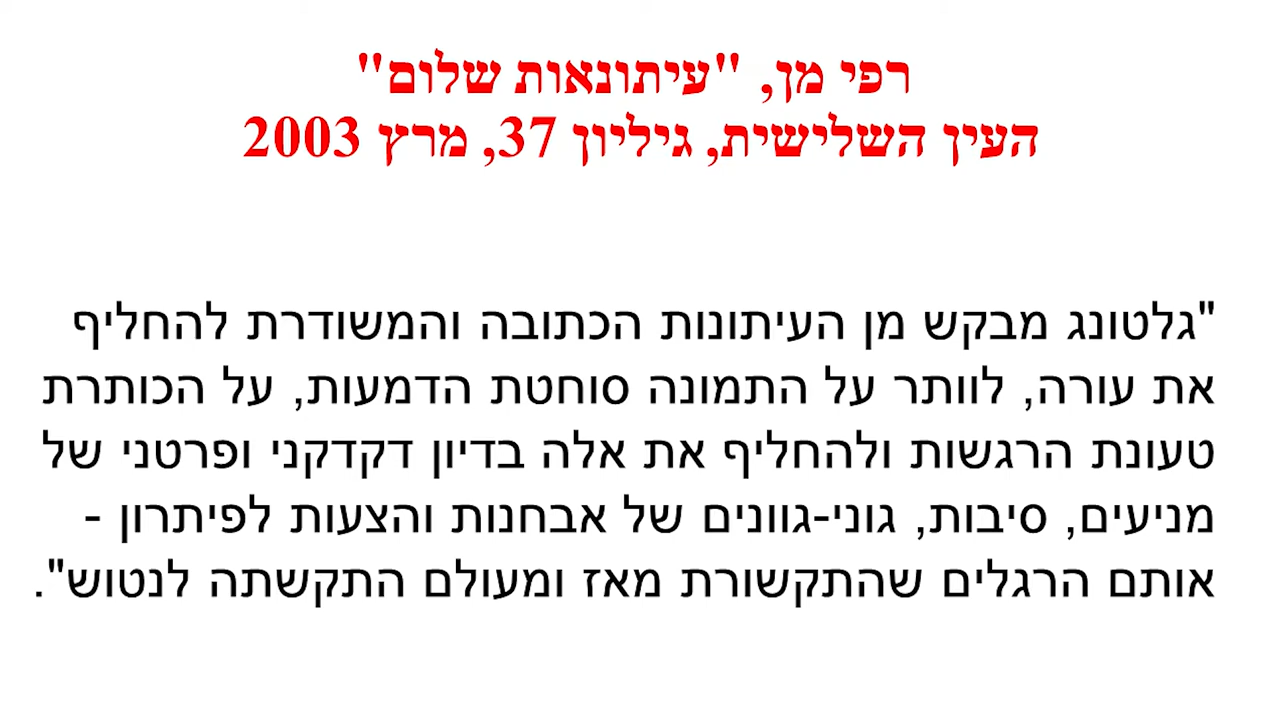 רפי מן, "עיתונאות שלום"
העין השלישית, גיליון 37, מרץ 2003
"גלטונג מבקש מן העיתונות הכתובה והמשודרת להחליף
את עורה, לוותר על התמונה סוחטת הדמעות, על הכותרת
טעונת הרגשות ולהחליף את אלה בדיון דקדקני ופרטני של
מניעים, סיבות, גוני-גוונים של אבחנות והצעות לפיתרון -
אותם הרגלים שהתקשורת מאז ומעולם התקשתה לנטוש".